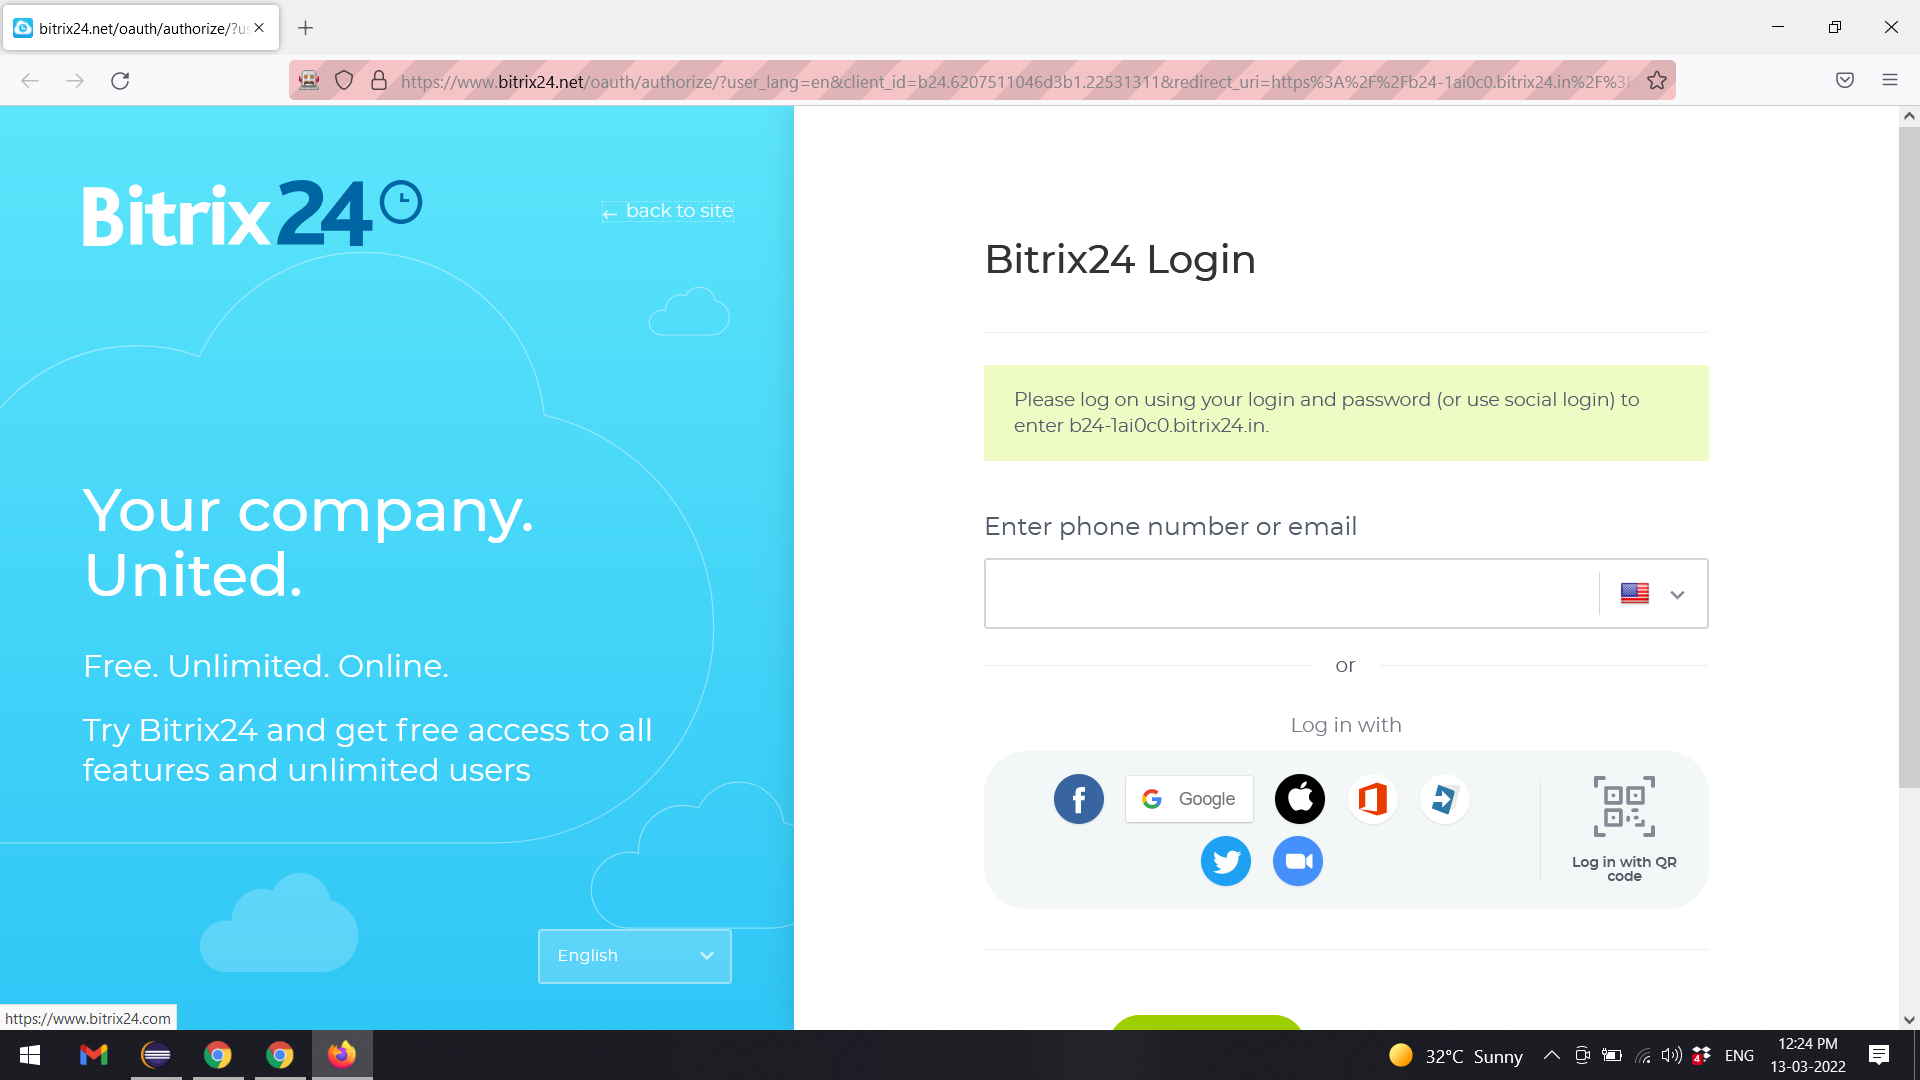 bitrix24.net/oauth/authorize/?us
https://www.bitrix24.net/oauth/authorize/?user_lang=en&client_id=b24.6207511046d3b1.22531311&redirect_uri=https%3A%2F%2Fb24-1ai0c0.bitrix24.in%2F%3F
Bitrix24
← back to site
Your company.
United.
Free. Unlimited. Online.
Try Bitrix24 and get free access to all
features and unlimited users
English
https://www.bitrix24.com
Bitrix24 Login
Please log on using your login and password (or use social login) to
enter b24-1ai0c0.bitrix24.in.
Enter phone number or email
or
Log in with
Google
Log in with QR
code
32°C Sunny
4
ENG
12:24 PM
13-03-2022